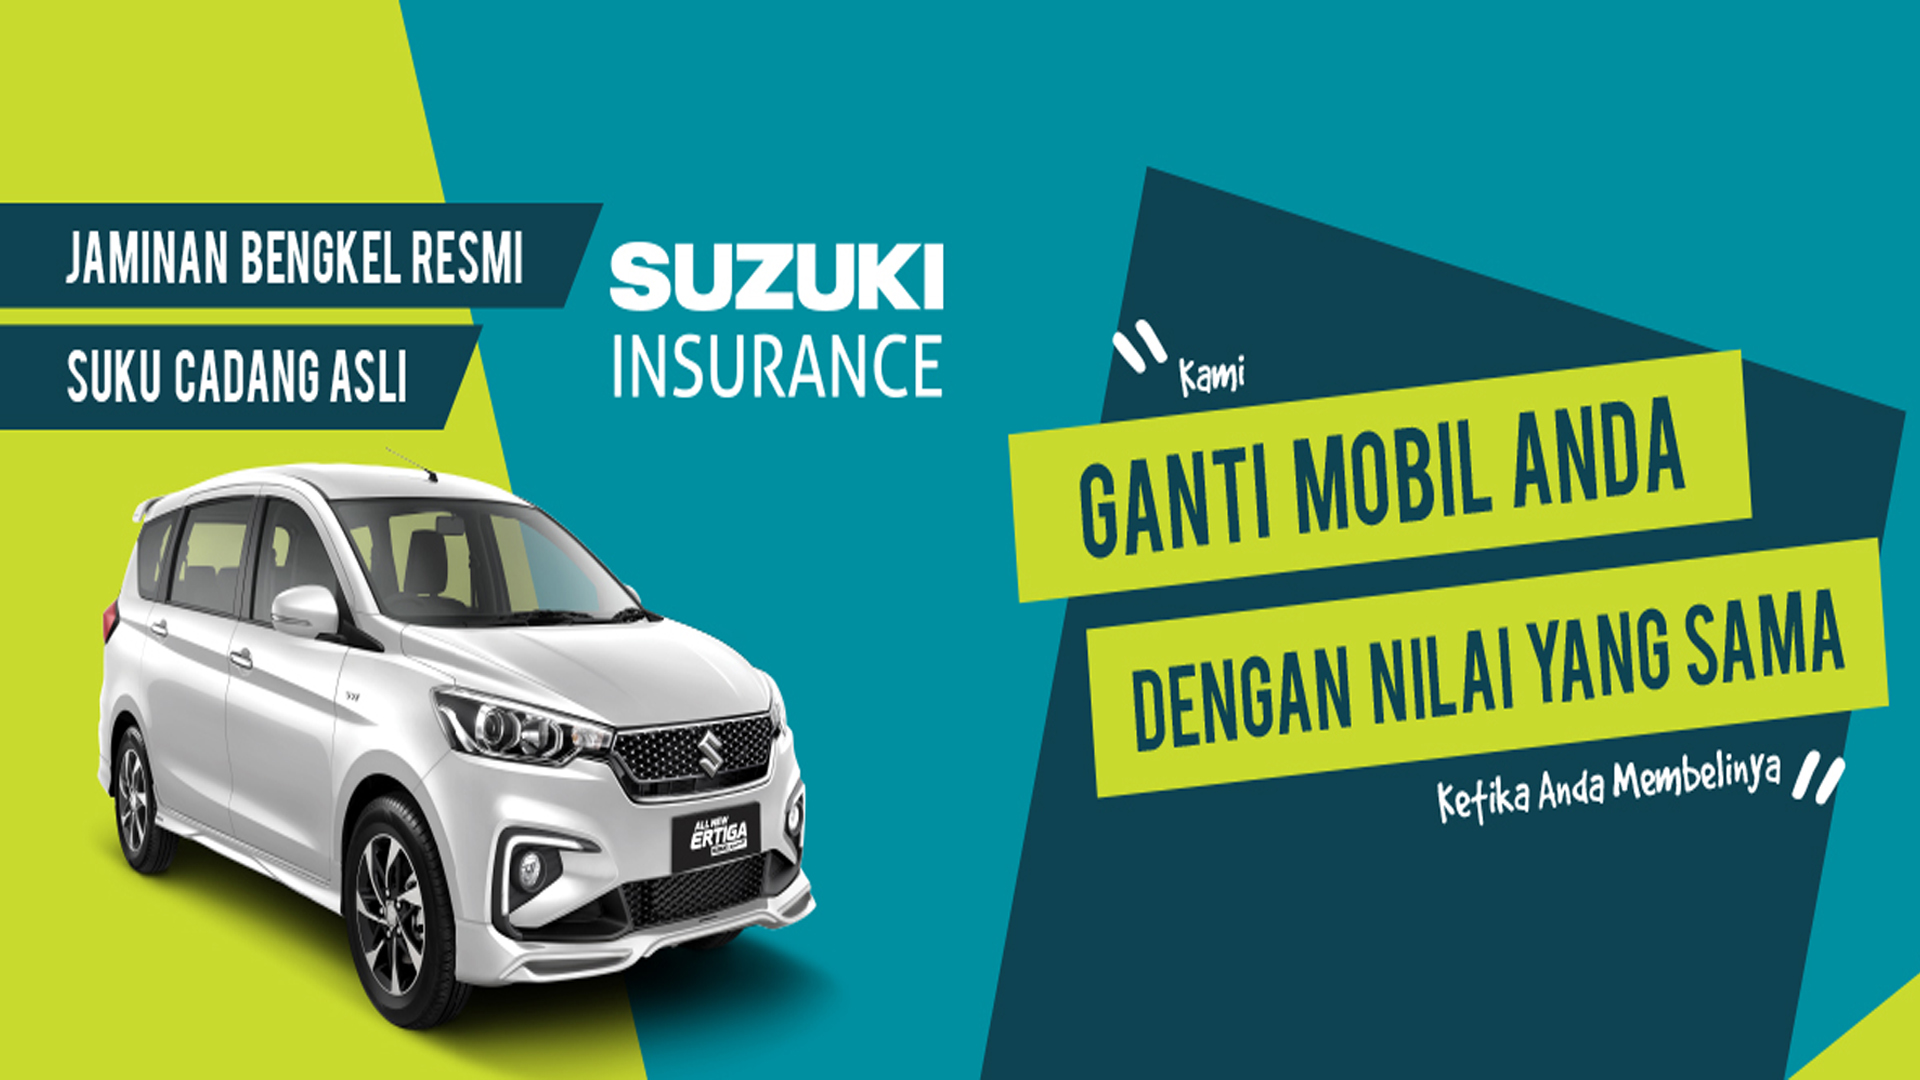 JAMINAN BENGKEL RESMI
SUKU CADANG ASLI
SUZUKI
INSURANCE
" Kami
GANTI MOBIL ANDA
DENGAN NILAI YANG SAMA
Ketika Anda Membelinya "
ALL NEW
ERTIGA